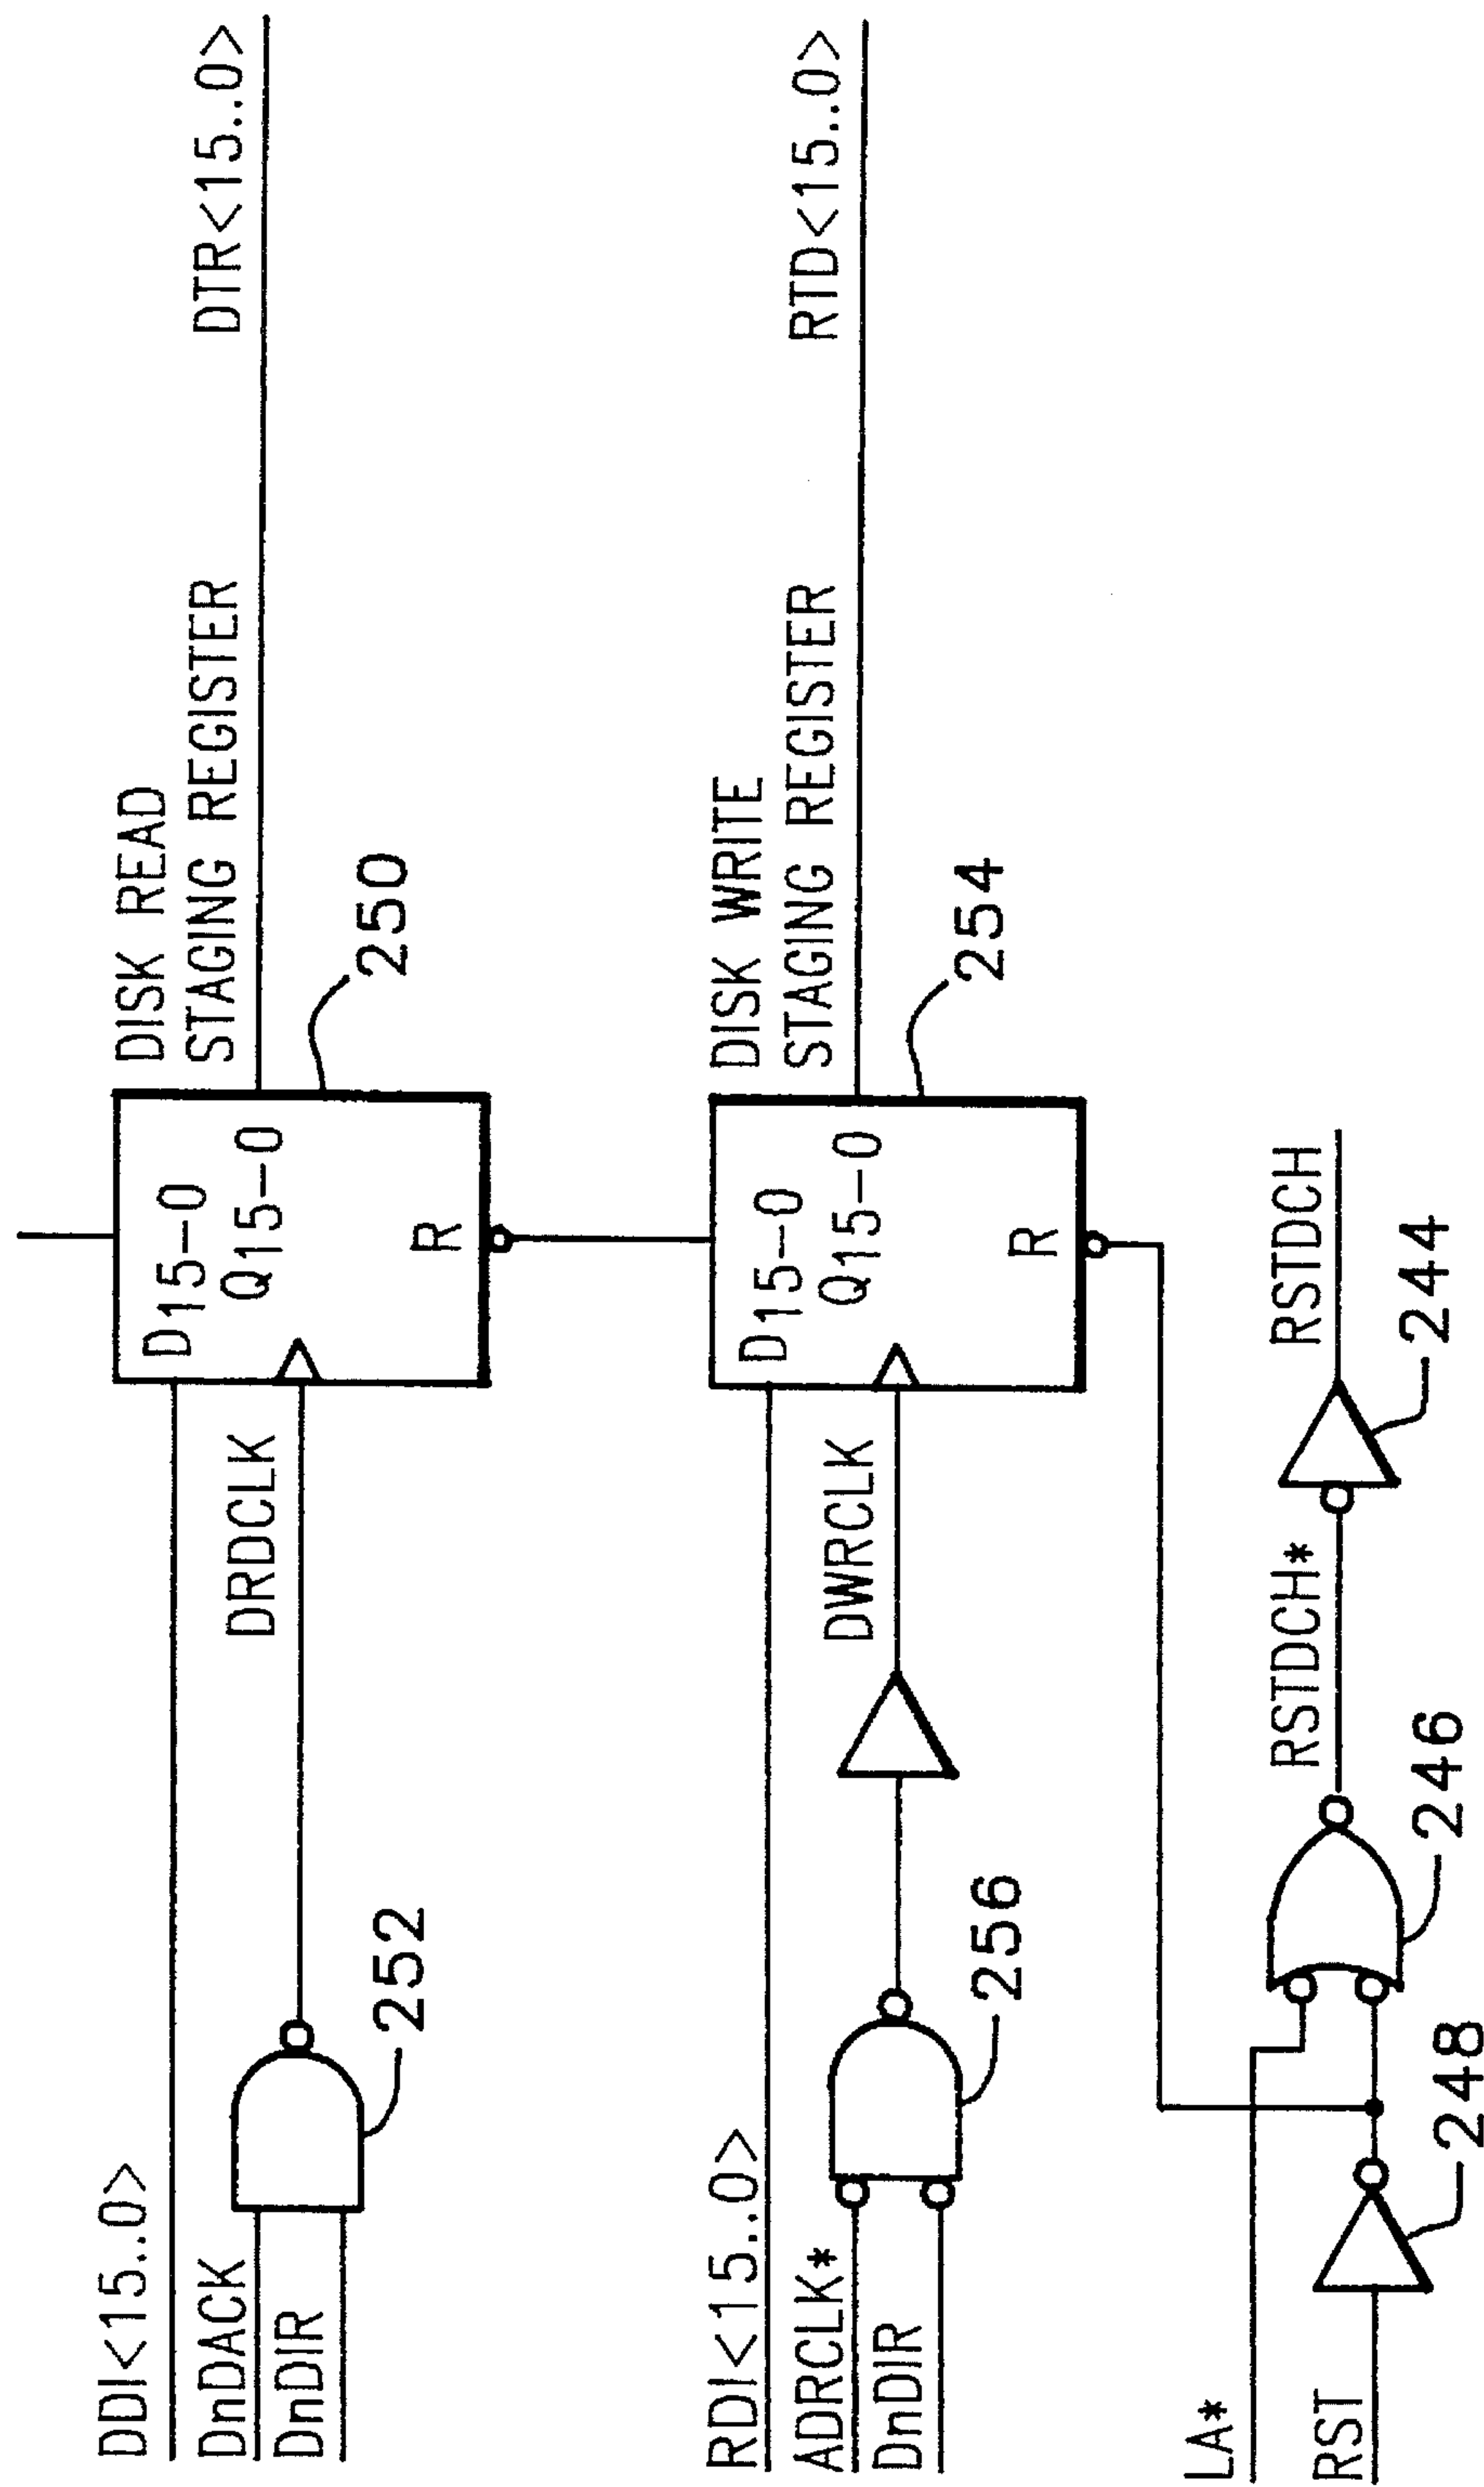 DDI<15..0>
DnDACK
DnDIR
252
DRDCLK
D15-0
Q15-0
R
DISK READ
STAGING REGISTER
250
DTR<15..0>
RDI<15..0>
ADRCLK*
DnDIR
256
DWRCLK
D15-0
Q15-0
R
DISK WRITE
STAGING REGISTER
254
RTD<15..0>
LA*
RST
248
246
RSTDCH*
RSTDCH
244